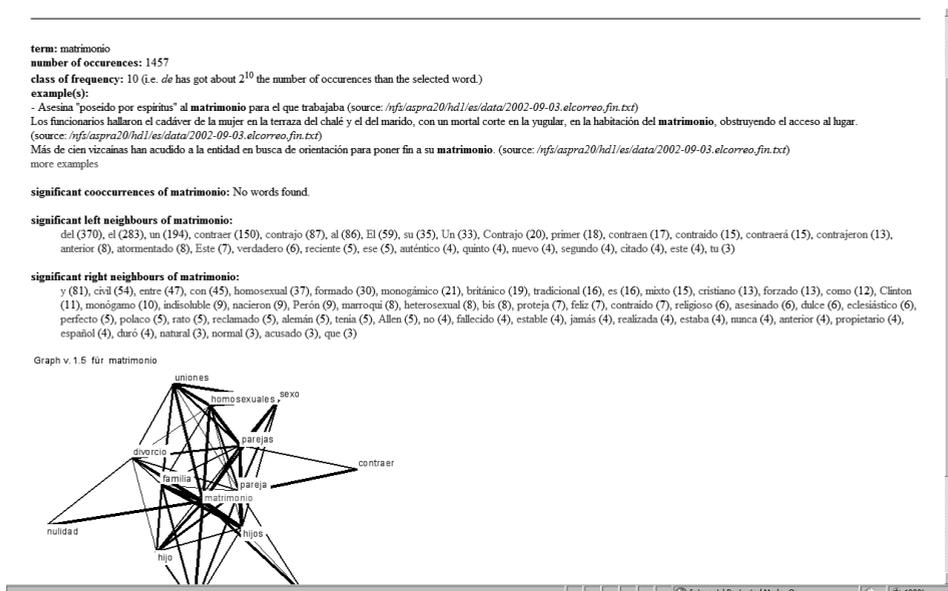 term: matrimonio
number of occurences: 1457
class of frequency: 10 (i.e. de has got about 2^10 the number of occurences than the selected word.)
example(s):
- Asesina "poseido por espiritus" al matrimonio para el que trabajaba (source: /nfs/aspra20/hd1/es/data/2002-09-03.elcorreo.fin.txt)
Los funcionarios hallaron el cadáver de la mujer en la terraza del chalé y el del marido, con un mortal corte en la yugular, en la habitación del matrimonio, obstruyendo el acceso al lugar.
(source: /nfs/aspra20/hd1/es/data/2002-09-03.elcorreo.fin.txt)
Más de cien vizcainas han acudido a la entidad en busca de orientación para poner fin a su matrimonio. (source: /nfs/aspra20/hd1/es/data/2002-09-03.elcorreo.fin.txt)
more examples
significant cooccurrences of matrimonio: No words found.
significant left neighbours of matrimonio:
del (370), el (283), un (194), contraer (150), contrajo (87), al (86), El (59), su (35), Un (33), Contrajo (20), primer (18), contraen (17), contraido (15), contraerá (15), contrajeron (13),
anterior (8), atormentado (8), Este (7), verdadero (6), reciente (5), ese (5), auténtico (4), quinto (4), nuevo (4), segundo (4), citado (4), este (4), tu (3)
significant right neighbours of matrimonio:
y (81), civil (54), entre (47), con (45), homosexual (37), formado (30), monogámico (21), británico (19), tradicional (16), es (16), mixto (15), cristiano (13), forzado (13), como (12), Clinton
(11), monógamo (10), indisoluble (9), nacieron (9), Perón (9), marroqui (8), heterosexual (8), bis (8), proteja (7), feliz (7), contraido (7), religioso (6), asesinado (6), dulce (6), eclesiástico (6),
perfecto (5), polaco (5), rato (5), reclamado (5), alemán (5), tenia (5), Allen (5), no (4), fallecido (4), estable (4), jamás (4), realizada (4), estaba (4), nunca (4), anterior (4), propietario (4),
español (4), duró (4), natural (3), normal (3), acusado (3), que (3)
Graph v. 1.5 für matrimonio
uniones
homosexuales
sexo
parejas
divorcio
contraer
familia
pareja
matrimonio
nulidad
hijos
hijo